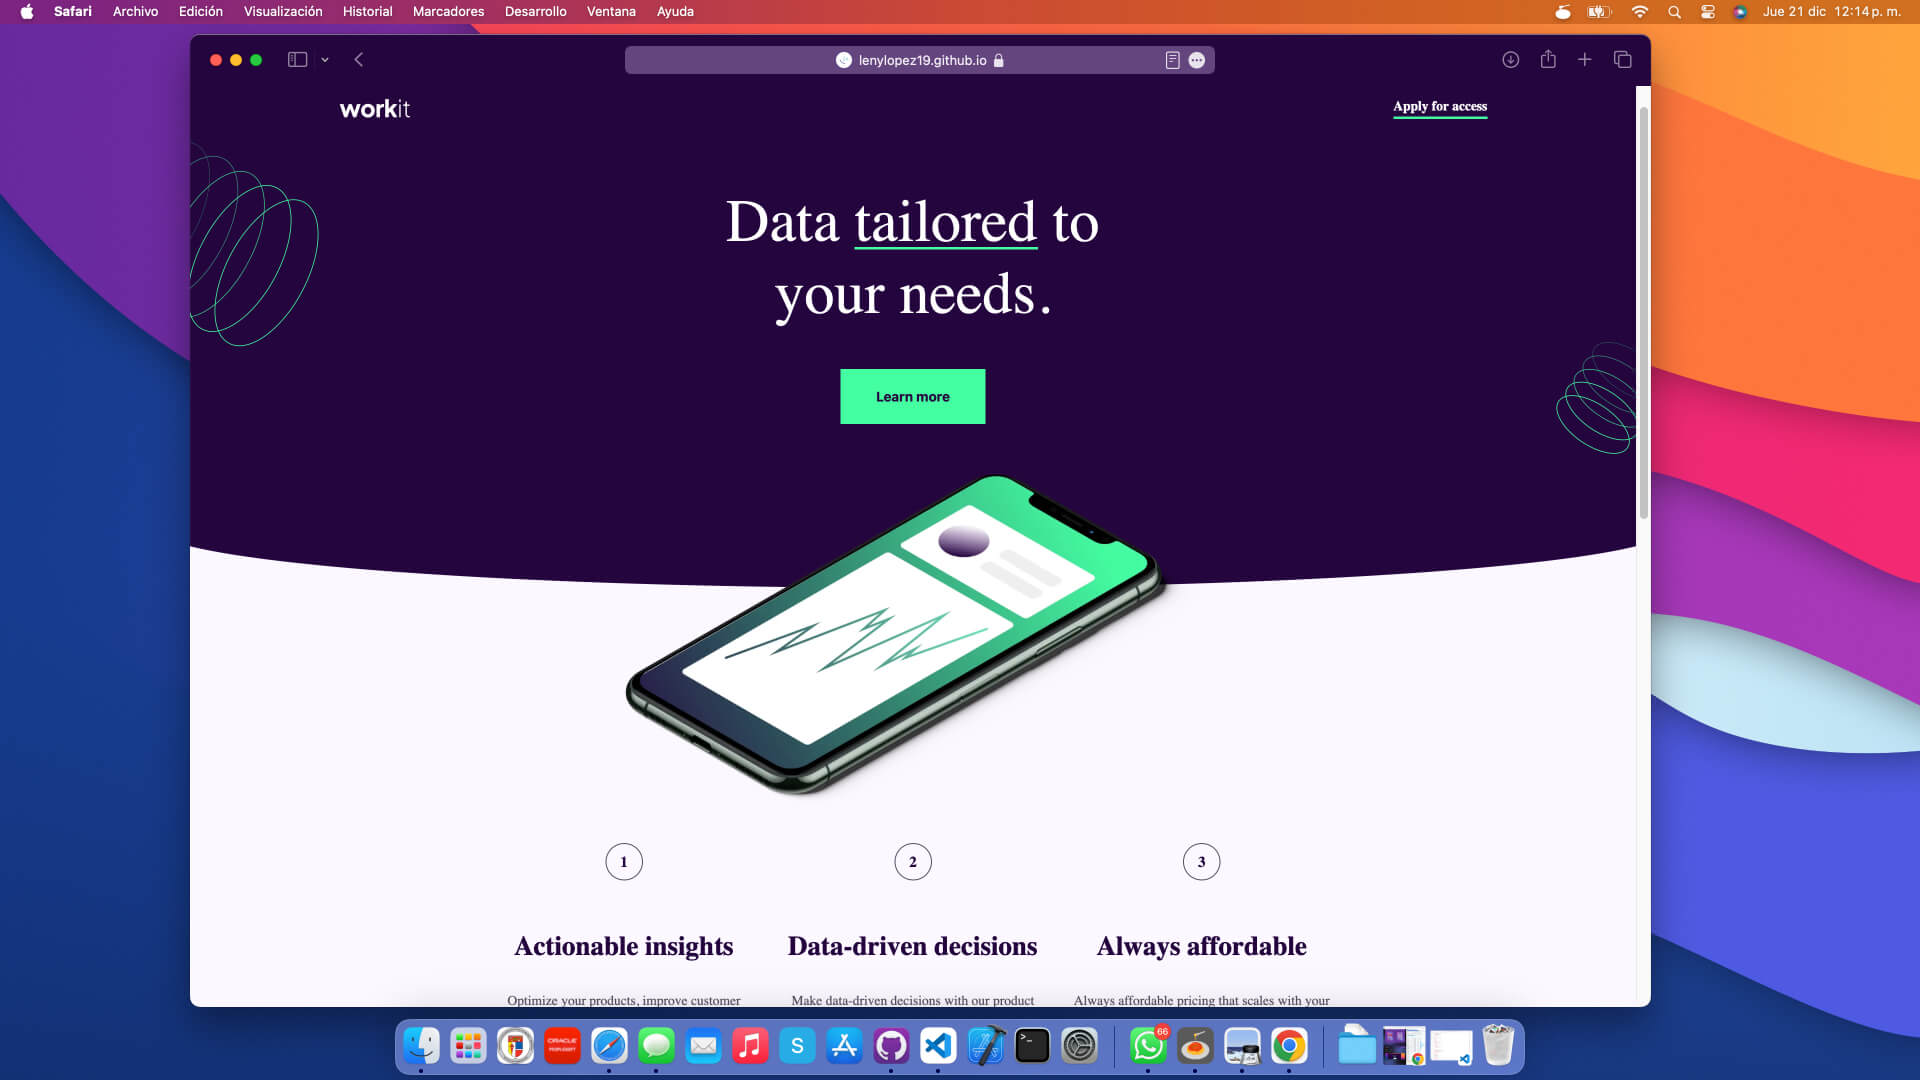 Safari Archivo Edición Visualización Historial Marcadores Desarrollo Ventana Ayuda Jue 21 dic 12:14 p. m.
lenylopez19.github.io
workit Apply for access
Data tailored to
your needs.
Learn more
1 2 3
Actionable insights Data-driven decisions Always affordable
Optimize your products, improve customer Make data-driven decisions with our product Always affordable pricing that scales with your
ORACLE
S
>_
66